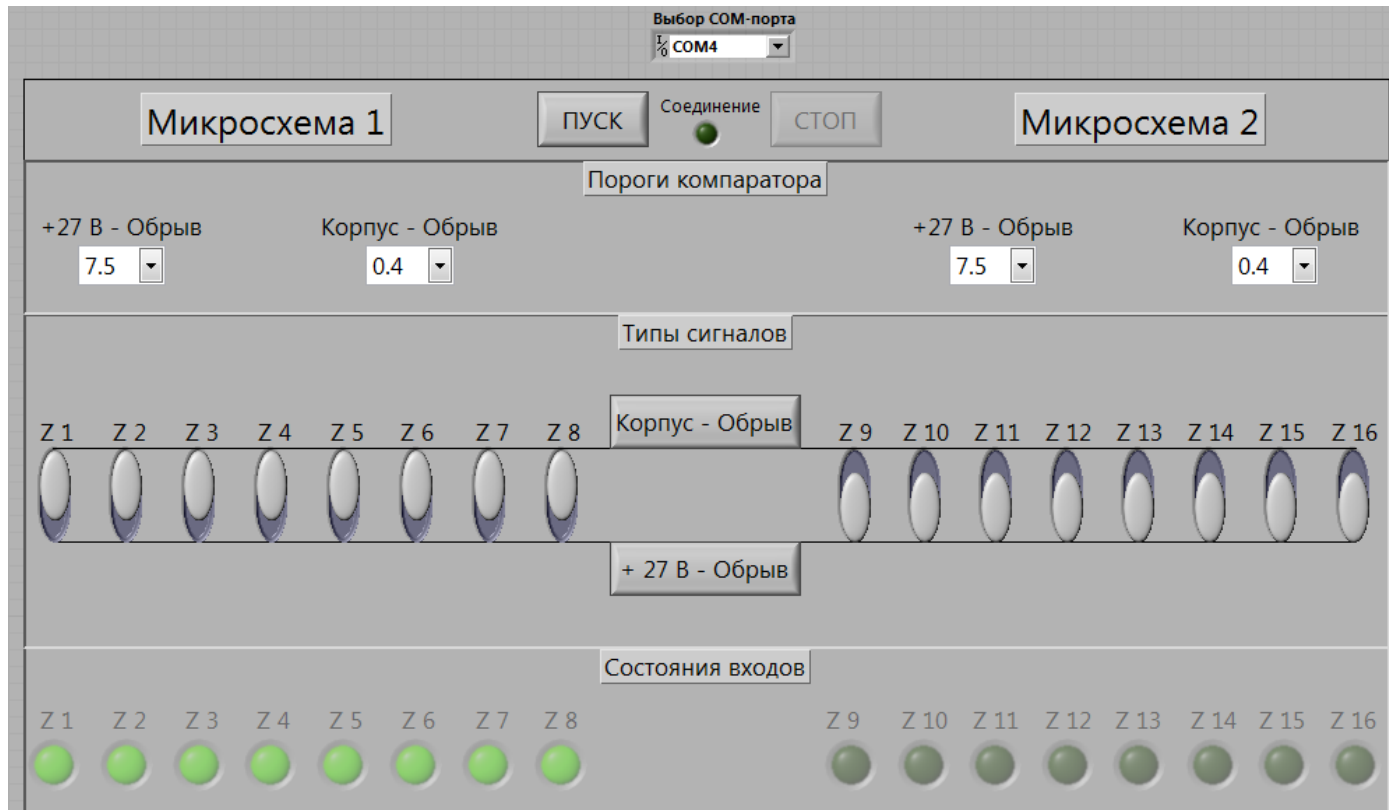 Выбор COM-порта
I/O COM4
Микросхема 1 ПУСК Соединение СТОП Микросхема 2
Пороги компаратора
+27 В - Обрыв Корпус - Обрыв +27 В - Обрыв Корпус - Обрыв
7.5 0.4 7.5 0.4
Типы сигналов
Корпус - Обрыв
Z 1 Z 2 Z 3 Z 4 Z 5 Z 6 Z 7 Z 8 Z 9 Z 10 Z 11 Z 12 Z 13 Z 14 Z 15 Z 16
+ 27 В - Обрыв
Состояния входов
Z 1 Z 2 Z 3 Z 4 Z 5 Z 6 Z 7 Z 8 Z 9 Z 10 Z 11 Z 12 Z 13 Z 14 Z 15 Z 16